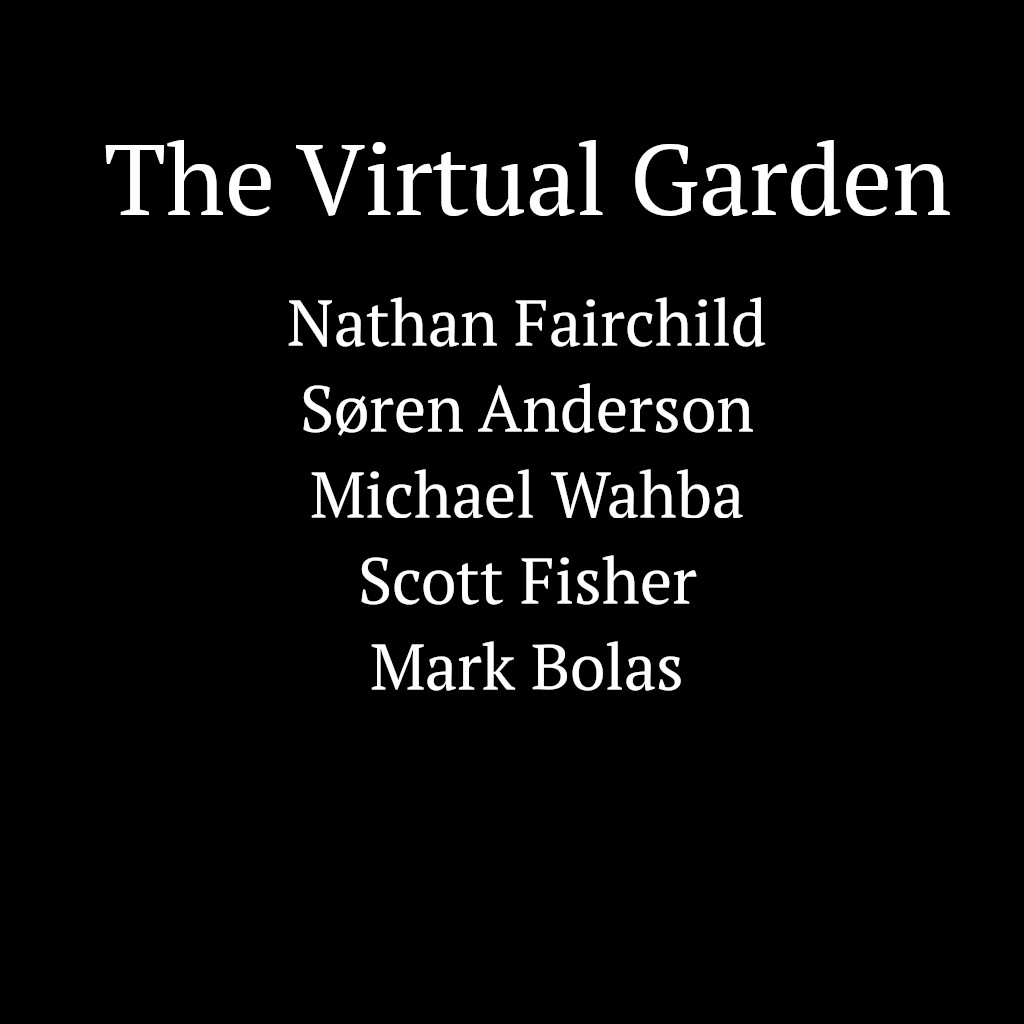 The Virtual Garden
Nathan Fairchild
Søren Anderson
Michael Wahba
Scott Fisher
Mark Bolas